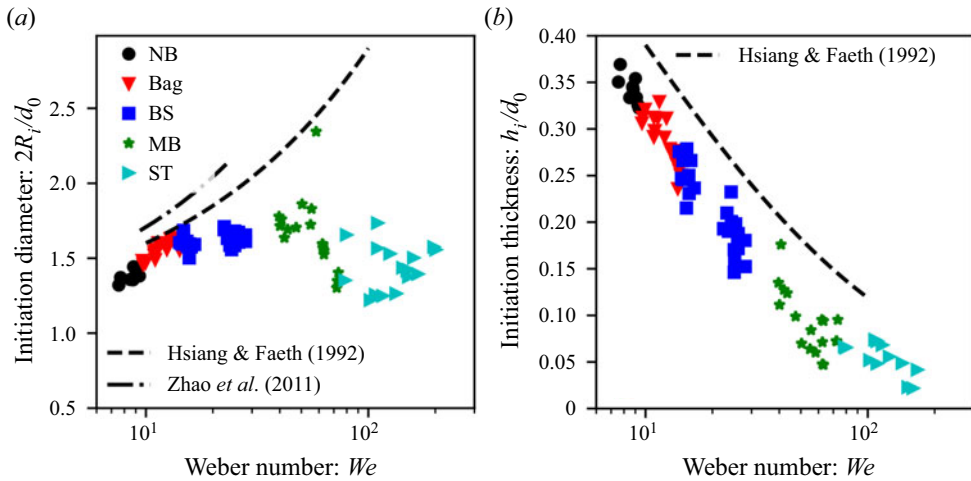 (a)
Initiation diameter: 2R_i/d_0
2.5
2.0
1.5
1.0
0.5
NB
Bag
BS
MB
ST
Hsiang & Faeth (1992)
Zhao et al. (2011)
10^1
10^2
Weber number: We
(b)
Initiation thickness: h_i/d_0
0.40
0.35
0.30
0.25
0.20
0.15
0.10
0.05
0
Hsiang & Faeth (1992)
10^1
10^2
Weber number: We